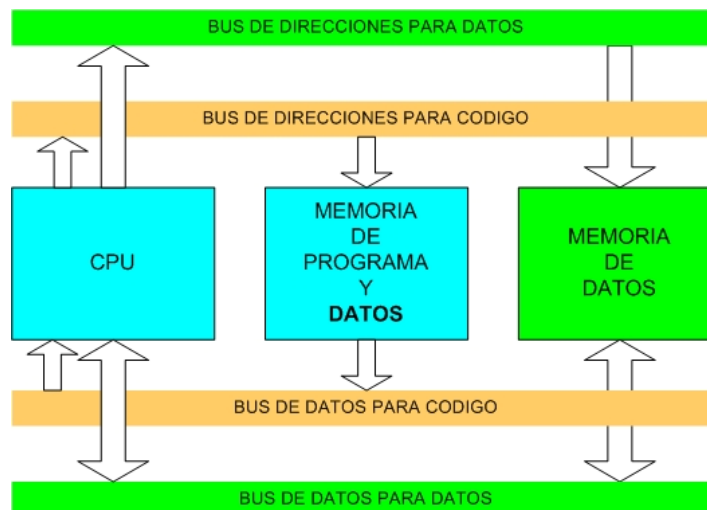 BUS DE DIRECCIONES PARA DATOS
BUS DE DIRECCIONES PARA CODIGO
CPU
MEMORIA
DE
PROGRAMA
Y
DATOS
MEMORIA
DE
DATOS
BUS DE DATOS PARA CODIGO
BUS DE DATOS PARA DATOS